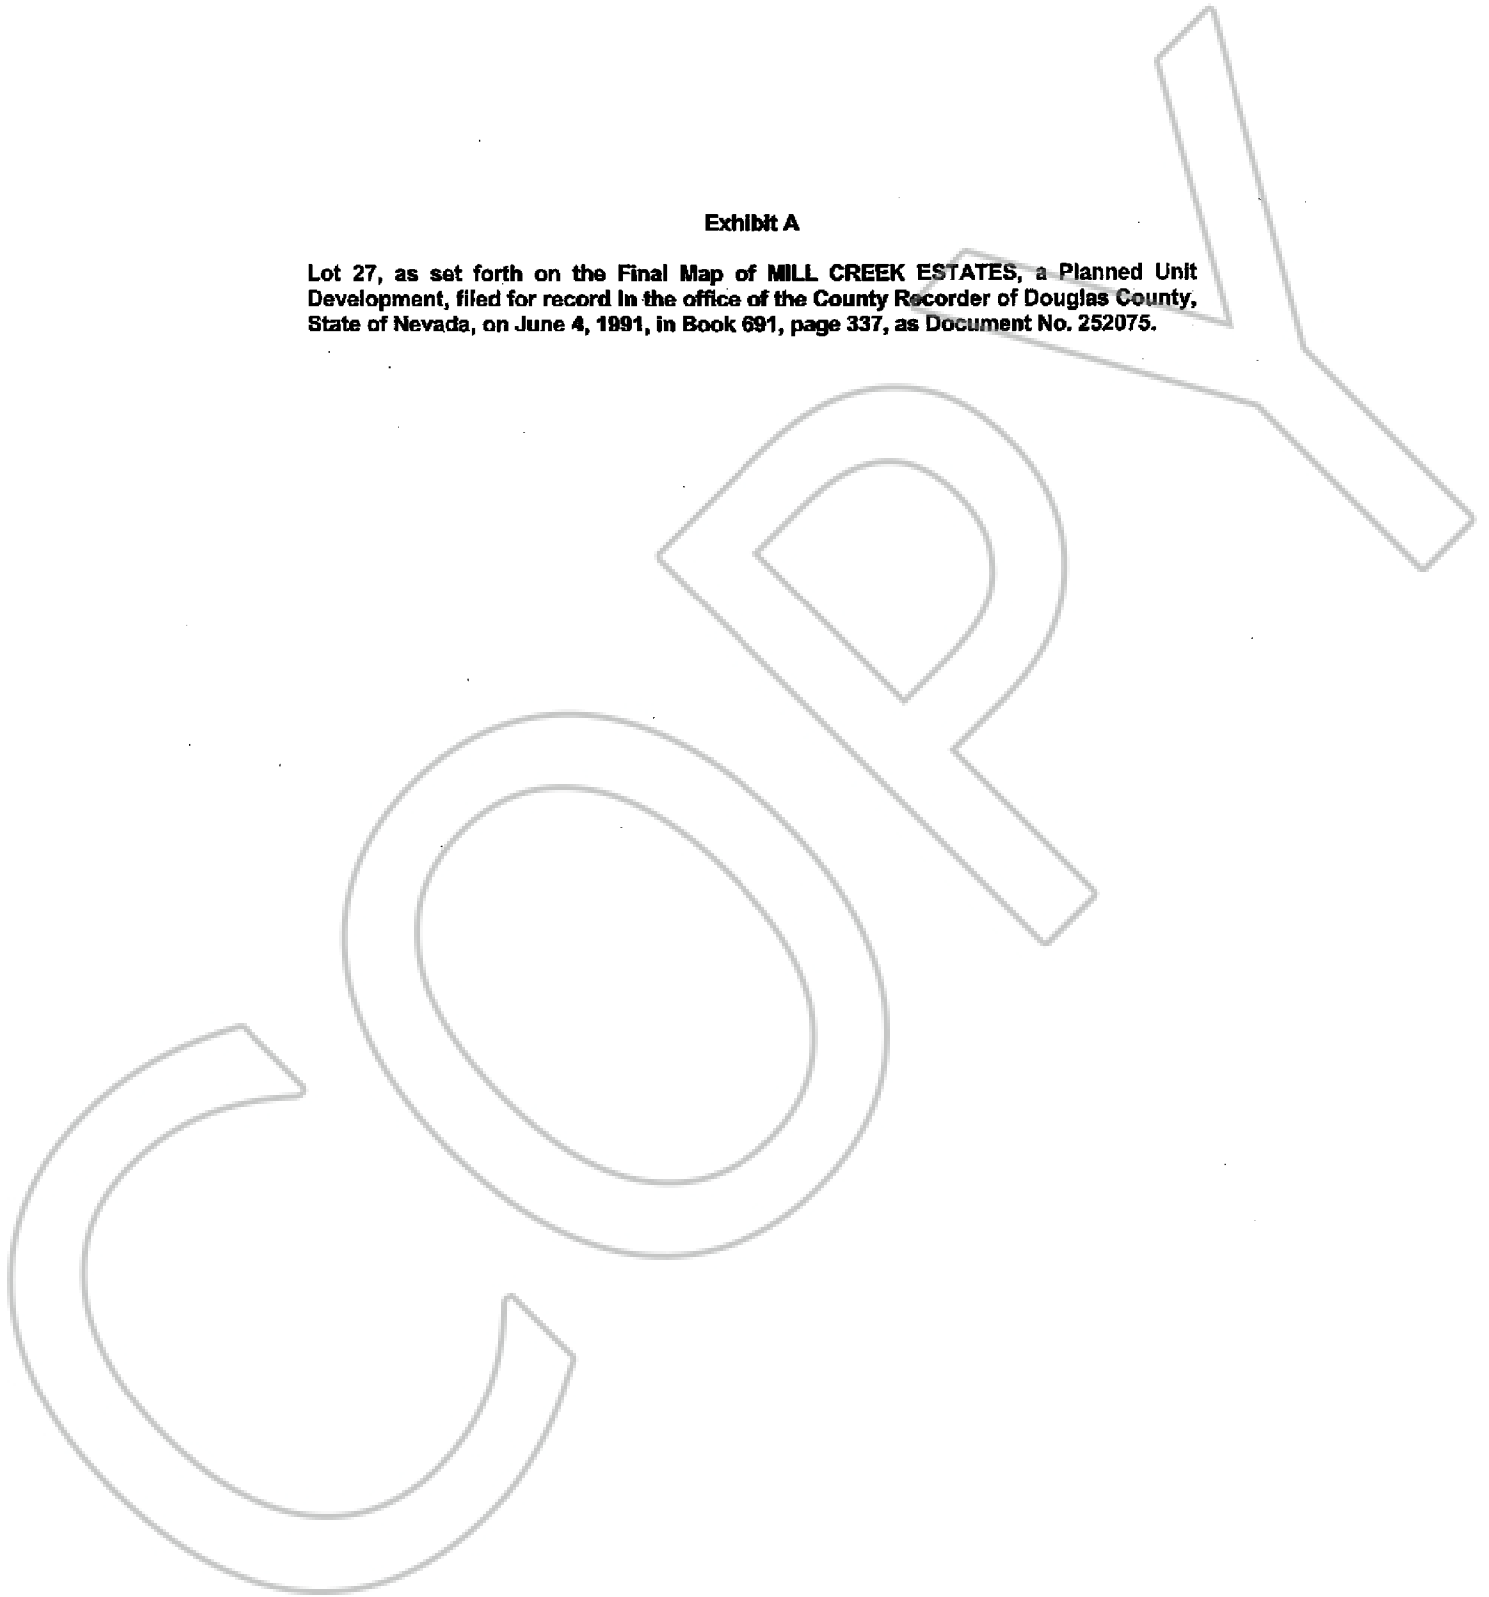 Exhibit A
Lot 27, as set forth on the Final Map of MILL CREEK ESTATES, a Planned Unit
Development, filed for record in the office of the County Recorder of Douglas County,
State of Nevada, on June 4, 1991, in Book 691, page 337, as Document No. 252075.
COPY